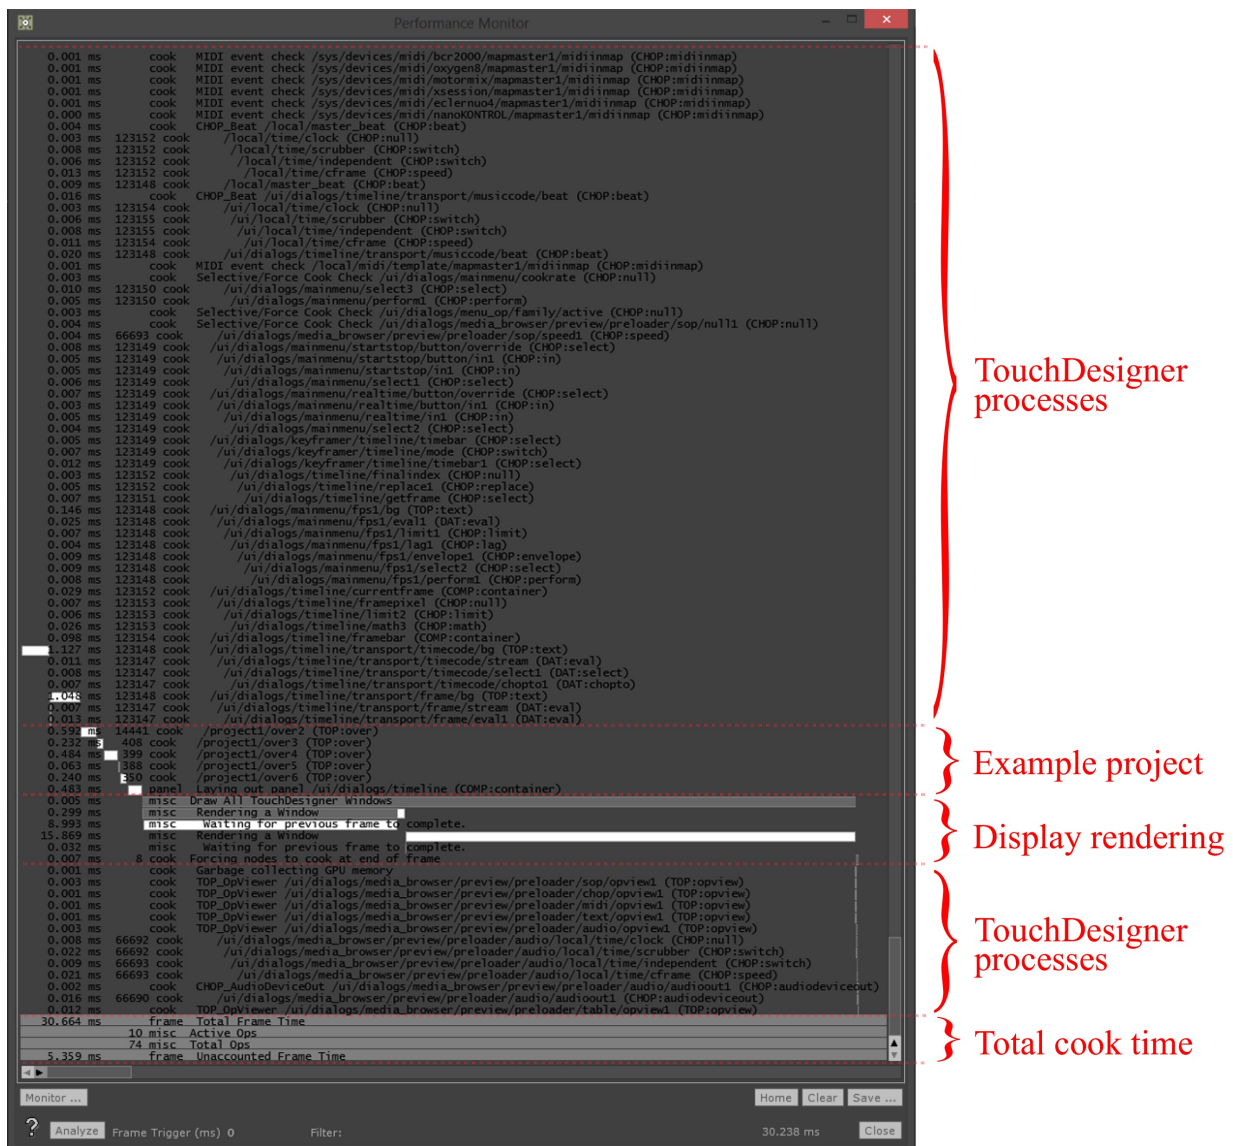 Performance Monitor
0.001 ms cook MIDI event check /sys/devices/midi/bcr2000/mapmaster1/midiinmap (CHOP:midiinmap)
0.001 ms cook MIDI event check /sys/devices/midi/oxygen8/mapmaster1/midiinmap (CHOP:midiinmap)
0.001 ms cook MIDI event check /sys/devices/midi/motormix/mapmaster1/midiinmap (CHOP:midiinmap)
0.001 ms cook MIDI event check /sys/devices/midi/xsession/mapmaster1/midiinmap (CHOP:midiinmap)
0.001 ms cook MIDI event check /sys/devices/midi/eclernuo4/mapmaster1/midiinmap (CHOP:midiinmap)
0.000 ms cook MIDI event check /sys/devices/midi/nanoKONTROL/mapmaster1/midiinmap (CHOP:midiinmap)
0.004 ms cook CHOP_Beat /local/master_beat (CHOP:beat)
0.003 ms 123152 cook /local/time/clock (CHOP:null)
0.008 ms 123152 cook /local/time/scrubber (CHOP:switch)
0.006 ms 123152 cook /local/time/independent (CHOP:switch)
0.013 ms 123152 cook /local/time/cframe (CHOP:speed)
0.009 ms 123148 cook /local/master_beat (CHOP:beat)
0.016 ms cook CHOP_Beat /ui/dialogs/timeline/transport/musiccode/beat (CHOP:beat)
0.003 ms 123154 cook /ui/local/time/clock (CHOP:null)
0.006 ms 123155 cook /ui/local/time/scrubber (CHOP:switch)
0.008 ms 123155 cook /ui/local/time/independent (CHOP:switch)
0.011 ms 123154 cook /ui/local/time/cframe (CHOP:speed)
0.020 ms 123148 cook /ui/dialogs/timeline/transport/musiccode/beat (CHOP:beat)
0.001 ms cook MIDI event check /local/midi/template/mapmaster1/midiinmap (CHOP:midiinmap)
0.003 ms cook Selective/Force Cook Check /ui/dialogs/mainmenu/cookrate (CHOP:null)
0.010 ms 123150 cook /ui/dialogs/mainmenu/select3 (CHOP:select)
0.005 ms 123150 cook /ui/dialogs/mainmenu/perform1 (CHOP:perform)
0.003 ms cook Selective/Force Cook Check /ui/dialogs/menu_op/family/active (CHOP:null)
0.004 ms cook Selective/Force Cook Check /ui/dialogs/media_browser/preview/preloader/sop/null1 (CHOP:null)
0.004 ms 66693 cook /ui/dialogs/media_browser/preview/preloader/sop/speed1 (CHOP:speed)
0.008 ms 123149 cook /ui/dialogs/mainmenu/startstop/button/override (CHOP:select)
0.005 ms 123149 cook /ui/dialogs/mainmenu/startstop/button/in1 (CHOP:in)
0.005 ms 123149 cook /ui/dialogs/mainmenu/startstop/in1 (CHOP:in)
0.006 ms 123149 cook /ui/dialogs/mainmenu/select1 (CHOP:select)
0.007 ms 123149 cook /ui/dialogs/mainmenu/realtime/button/override (CHOP:select)
0.003 ms 123149 cook /ui/dialogs/mainmenu/realtime/button/in1 (CHOP:in)
0.005 ms 123149 cook /ui/dialogs/mainmenu/realtime/in1 (CHOP:in)
0.004 ms 123149 cook /ui/dialogs/mainmenu/select2 (CHOP:select)
0.005 ms 123149 cook /ui/dialogs/keyframer/timeline/timebar (CHOP:select)
0.007 ms 123149 cook /ui/dialogs/keyframer/timeline/mode (CHOP:switch)
0.012 ms 123149 cook /ui/dialogs/keyframer/timeline/timebar1 (CHOP:select)
0.003 ms 123152 cook /ui/dialogs/timeline/finalindex (CHOP:null)
0.005 ms 123152 cook /ui/dialogs/timeline/replace1 (CHOP:replace)
0.007 ms 123151 cook /ui/dialogs/timeline/getframe (CHOP:select)
0.146 ms 123148 cook /ui/dialogs/mainmenu/fps1/bg (TOP:text)
0.025 ms 123148 cook /ui/dialogs/mainmenu/fps1/eval1 (DAT:eval)
0.007 ms 123148 cook /ui/dialogs/mainmenu/fps1/limit1 (CHOP:limit)
0.004 ms 123148 cook /ui/dialogs/mainmenu/fps1/lag1 (CHOP:lag)
0.009 ms 123148 cook /ui/dialogs/mainmenu/fps1/envelope1 (CHOP:envelope)
0.009 ms 123148 cook /ui/dialogs/mainmenu/fps1/select2 (CHOP:select)
0.008 ms 123148 cook /ui/dialogs/mainmenu/fps1/perform1 (CHOP:perform)
0.029 ms 123152 cook /ui/dialogs/timeline/currentframe (COMP:container)
0.007 ms 123153 cook /ui/dialogs/timeline/framepixel (CHOP:null)
0.006 ms 123153 cook /ui/dialogs/timeline/limit2 (CHOP:limit)
0.026 ms 123153 cook /ui/dialogs/timeline/math3 (CHOP:math)
0.098 ms 123154 cook /ui/dialogs/timeline/framebar (COMP:container)
1.127 ms 123148 cook /ui/dialogs/timeline/transport/timecode/bg (TOP:text)
0.011 ms 123147 cook /ui/dialogs/timeline/transport/timecode/stream (DAT:eval)
0.008 ms 123147 cook /ui/dialogs/timeline/transport/timecode/select1 (DAT:select)
0.007 ms 123147 cook /ui/dialogs/timeline/transport/timecode/chopto1 (DAT:chopto)
1.048 ms 123148 cook /ui/dialogs/timeline/transport/frame/bg (TOP:text)
0.007 ms 123147 cook /ui/dialogs/timeline/transport/frame/stream (DAT:eval)
0.013 ms 123147 cook /ui/dialogs/timeline/transport/frame/eval1 (DAT:eval)
TouchDesigner
processes
0.592 ms 14441 cook /project1/over2 (TOP:over)
0.232 ms 408 cook /project1/over3 (TOP:over)
0.484 ms 399 cook /project1/over4 (TOP:over)
0.063 ms 388 cook /project1/over5 (TOP:over)
0.240 ms 350 cook /project1/over6 (TOP:over)
0.483 ms panel Laying out panel /ui/dialogs/timeline (COMP:container)
Example project
0.005 ms misc Draw All TouchDesigner Windows
0.299 ms misc Rendering a Window
8.993 ms misc Waiting for previous frame to complete.
15.869 ms misc Rendering a Window
0.032 ms misc Waiting for previous frame to complete.
0.007 ms 8 cook Forcing nodes to cook at end of frame
Display rendering
0.001 ms cook Garbage collecting GPU memory
0.003 ms cook TOP_OpViewer /ui/dialogs/media_browser/preview/preloader/sop/opview1 (TOP:opview)
0.001 ms cook TOP_OpViewer /ui/dialogs/media_browser/preview/preloader/chop/opview1 (TOP:opview)
0.001 ms cook TOP_OpViewer /ui/dialogs/media_browser/preview/preloader/midi/opview1 (TOP:opview)
0.001 ms cook TOP_OpViewer /ui/dialogs/media_browser/preview/preloader/text/opview1 (TOP:opview)
0.003 ms cook TOP_OpViewer /ui/dialogs/media_browser/preview/preloader/audio/opview1 (TOP:opview)
0.008 ms 66692 cook /ui/dialogs/media_browser/preview/preloader/audio/local/time/clock (CHOP:null)
0.022 ms 66692 cook /ui/dialogs/media_browser/preview/preloader/audio/local/time/scrubber (CHOP:switch)
0.009 ms 66693 cook /ui/dialogs/media_browser/preview/preloader/audio/local/time/independent (CHOP:switch)
0.021 ms 66693 cook /ui/dialogs/media_browser/preview/preloader/audio/local/time/cframe (CHOP:speed)
0.002 ms cook CHOP_AudioDeviceOut /ui/dialogs/media_browser/preview/preloader/audio/audioout1 (CHOP:audiodeviceout)
0.016 ms 66690 cook /ui/dialogs/media_browser/preview/preloader/audio/audioout1 (CHOP:audiodeviceout)
0.012 ms cook TOP_OpViewer /ui/dialogs/media_browser/preview/preloader/table/opview1 (TOP:opview)
TouchDesigner
processes
30.664 ms frame Total Frame Time
10 misc Active Ops
74 misc Total Ops
5.359 ms frame Unaccounted Frame Time
Total cook time
Monitor ... Home Clear Save ...
? Analyze Frame Trigger (ms) 0 Filter: 30.238 ms Close